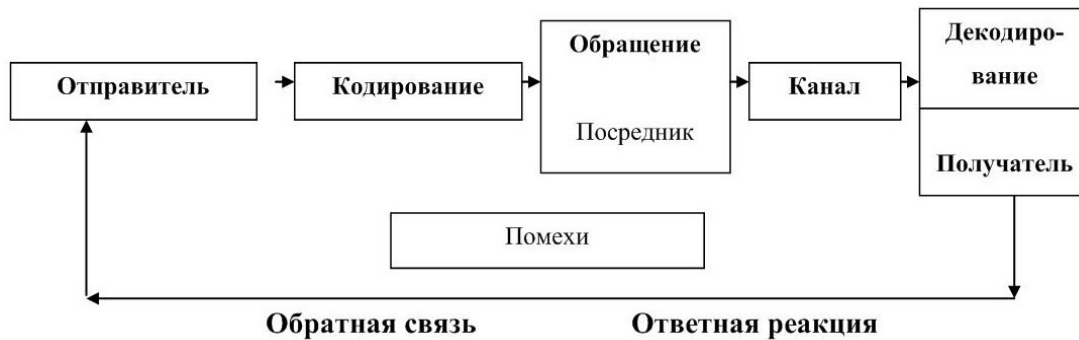 Отправитель
Кодирование
Обращение
Посредник
Канал
Декодиро-
вание
Получатель
Помехи
Обратная связь
Ответная реакция